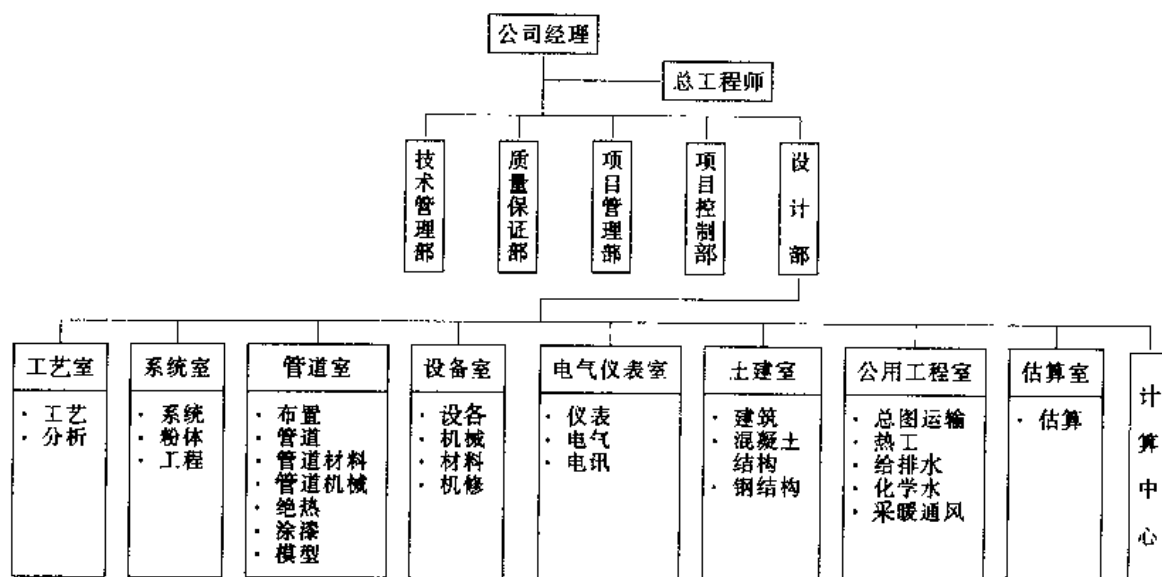 公司经理
总工程师
技术管理部
质量保证部
项目管理部
项目控制部
设计部
工艺室
· 工艺
· 分析
系统室
· 系统
· 粉体
· 工程
管道室
· 布置
· 管道
· 管道材料
· 管道机械
· 绝热
· 涂漆
· 模型
设备室
· 设各
· 机械
· 材料
· 机修
电气仪表室
· 仪表
· 电气
· 电讯
土建室
· 建筑
· 混凝土
结构
· 钢结构
公用工程室
· 总图运输
· 热工
· 给排水
· 化学水
· 采暖通风
估算室
· 估算
计算中心